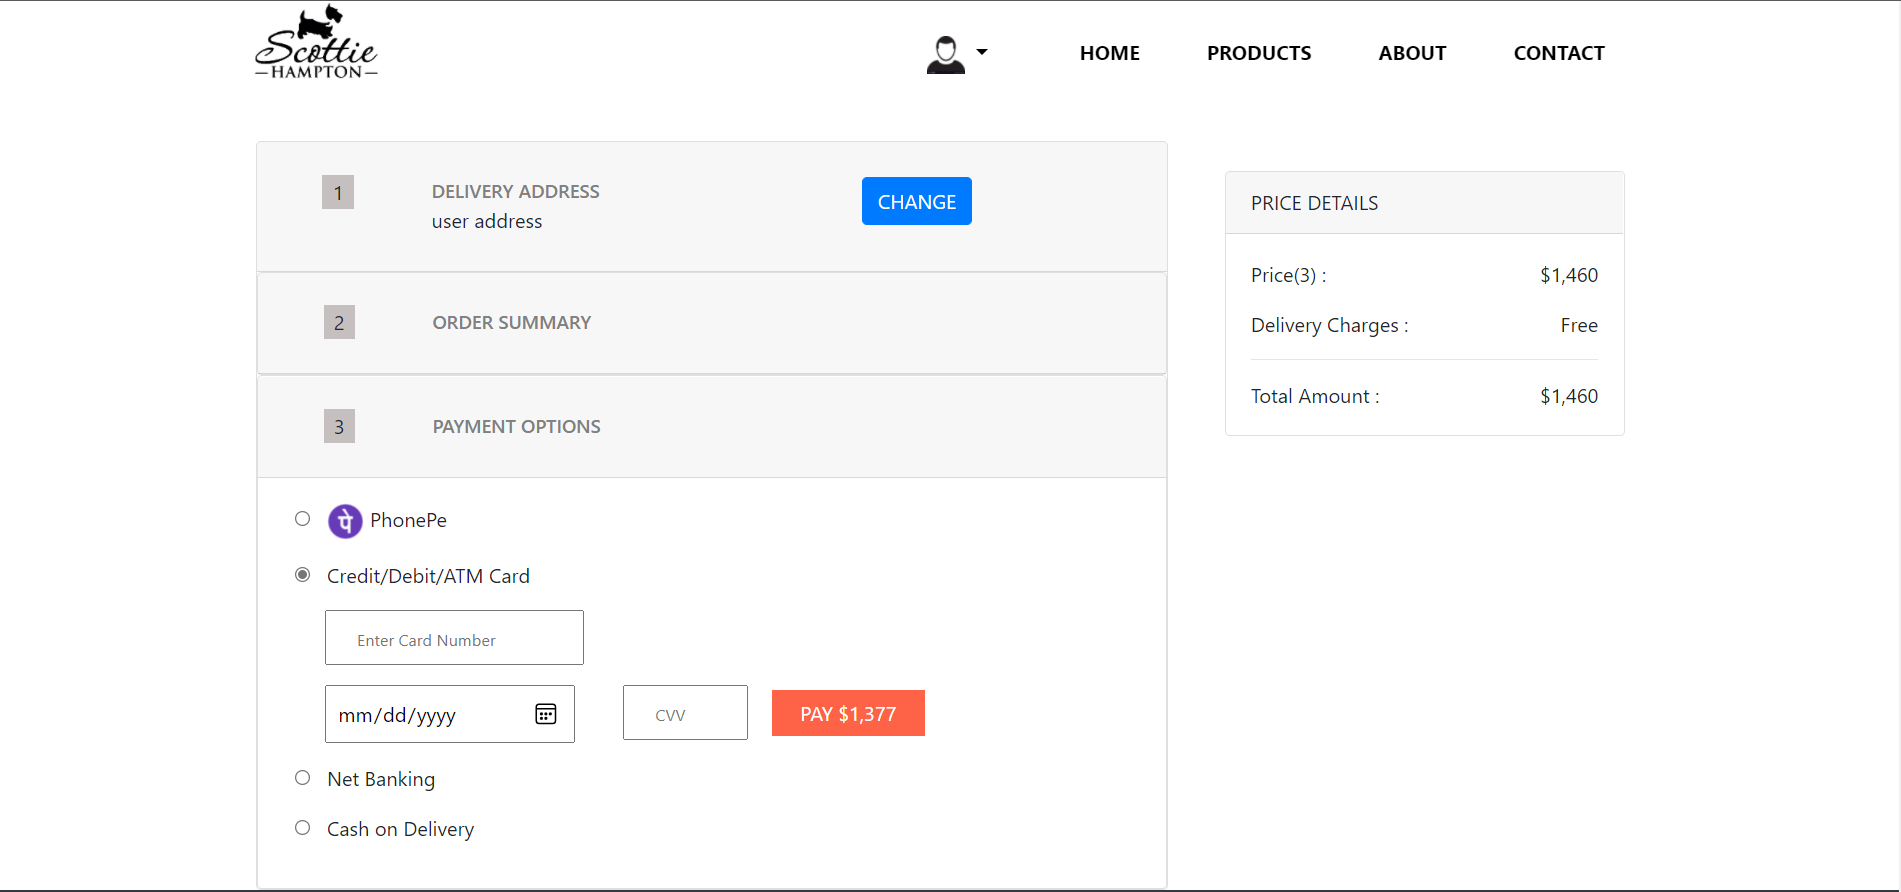 Scottie
HAMPTON
HOME PRODUCTS ABOUT CONTACT
1 DELIVERY ADDRESS CHANGE
user address
2 ORDER SUMMARY
3 PAYMENT OPTIONS
पे PhonePe
Credit/Debit/ATM Card
Enter Card Number
mm/dd/yyyy CVV PAY $1,377
Net Banking
Cash on Delivery
PRICE DETAILS
Price(3) : $1,460
Delivery Charges : Free
Total Amount : $1,460